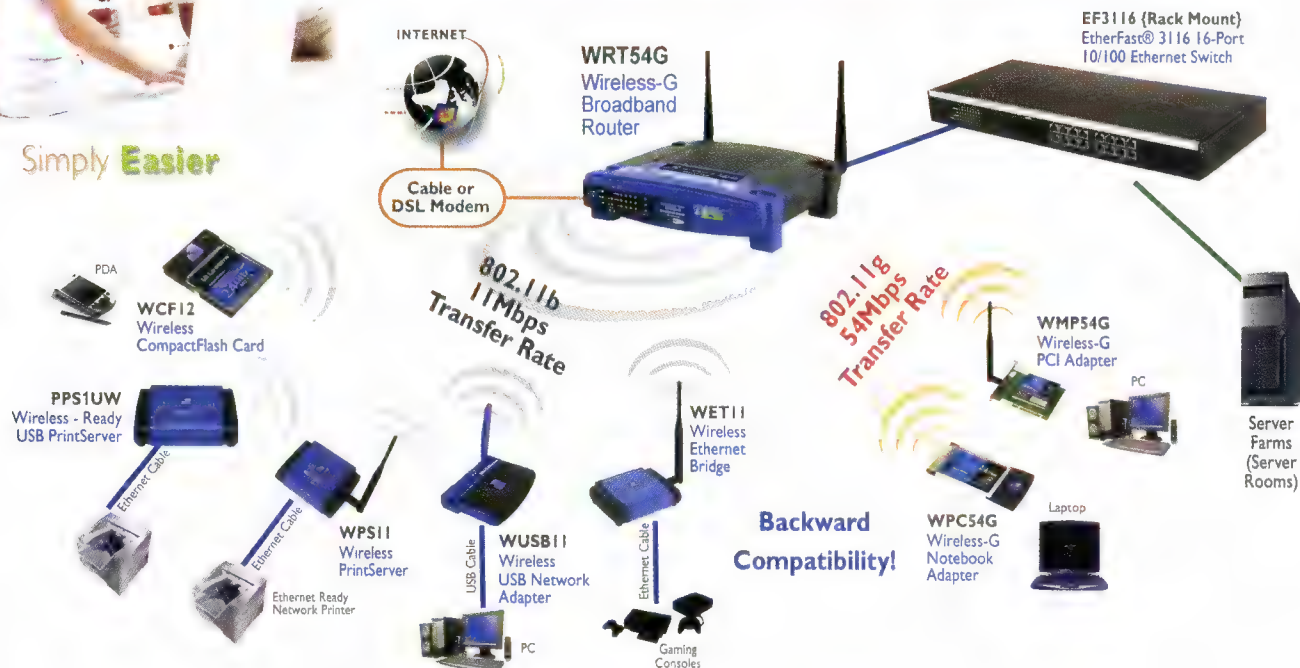 INTERNET
WRT54G
Wireless-G
Broadband
Router
EF3116 {Rack Mount}
EtherFast® 3116 16-Port
10/100 Ethernet Switch
Simply Easier
Cable or
DSL Modem
PDA
WCF12
Wireless
CompactFlash Card
802.11b
11Mbps
Transfer Rate
802.11g
54Mbps
Transfer Rate
WMP54G
Wireless-G
PCI Adapter
PC
Server
Farms
(Server
Rooms)
PPS1UW
Wireless - Ready
USB PrintServer
Ethernet Cable
WPS11
Wireless
PrintServer
Ethernet Cable
Ethernet Ready
Network Printer
WUSB11
Wireless
USB Network
Adapter
USB Cable
PC
WET11
Wireless
Ethernet
Bridge
Ethernet Cable
Gaming
Consoles
Backward
Compatibility!
WPC54G
Wireless-G
Notebook
Adapter
Laptop